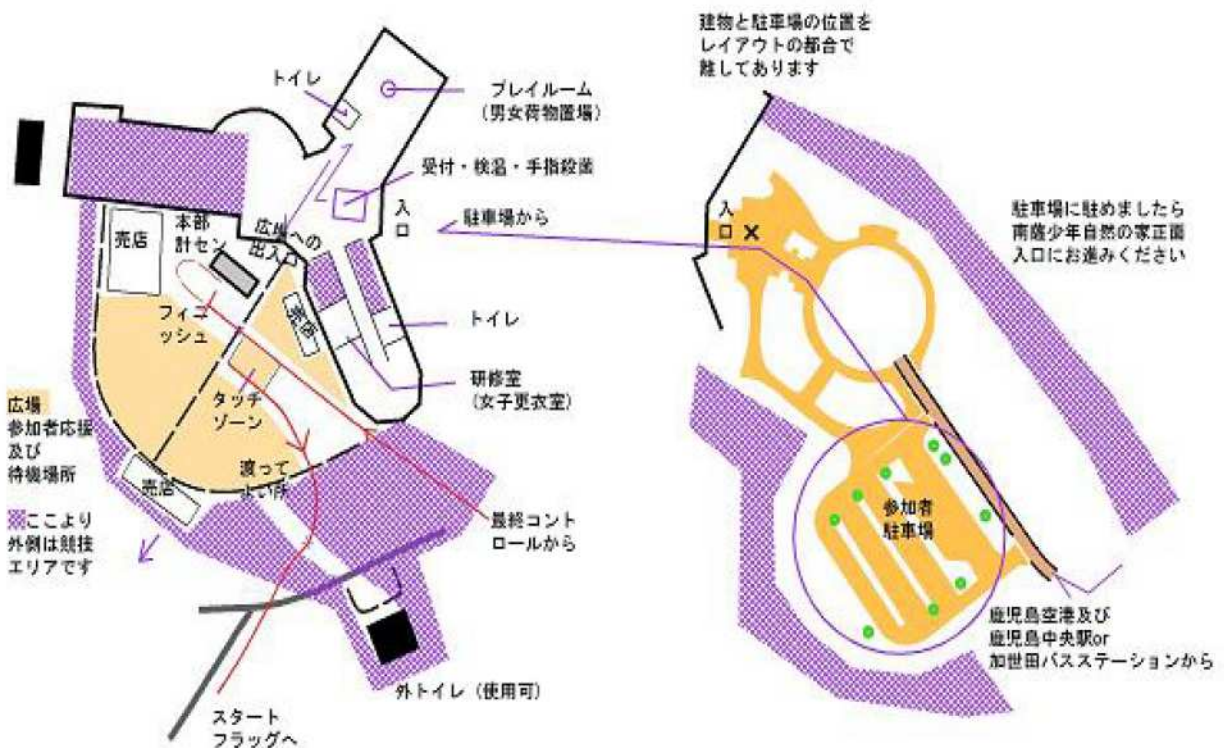 建物と駐車場の位置を
レイアウトの都合で
離してあります
トイレ
プレイルーム
(男女荷物置場)
受付・検温・手指殺菌
入口
駐車場から
入口
駐車場に駐めましたら
南薩少年自然の家正面
入口にお進みください
売店
本部
計セン
広場への
出入口
フィニ
ッシュ
売店
トイレ
研修室
(女子更衣室)
タッチ
ゾーン
広場
参加者応援
及び
待機場所
渡って
よい所
売店
ここより
外側は競技
エリアです
最終コント
ロールから
参加者
駐車場
外トイレ(使用可)
スタート
フラッグへ
鹿児島空港及び
鹿児島中央駅or
加世田バスステーションから